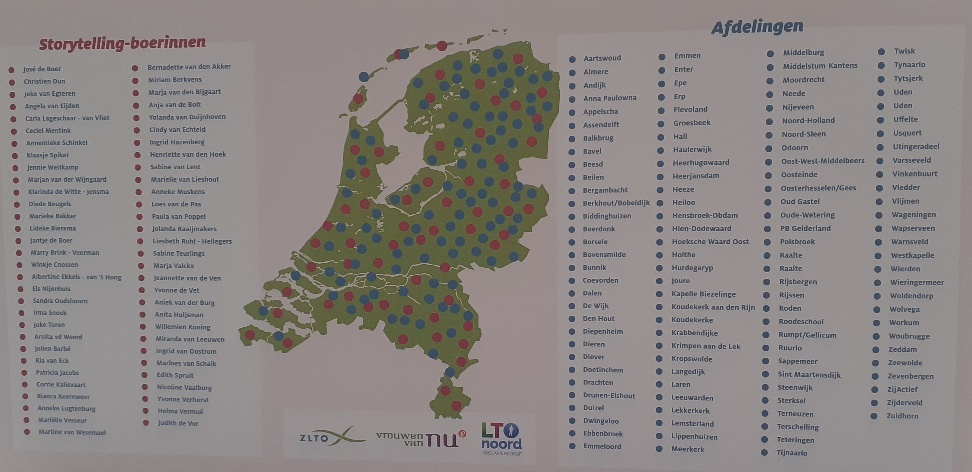 Storytelling-boerinnen
José de Boer
Christien Dun
Joke van Egteren
Angela van Eijden
Carla Lageschaar - van Vliet
Ceciel Mentink
Annemieke Schinkel
Klaasje Spiker
Jennie Weitkamp
Marjan van der Wijngaard
Klarinda de Witte - Jensma
Diede Beugels
Marieke Bakker
Lideke Bierema
Jantje de Boer
Marry Brink - Veerman
Winkje Cnossen
Albertine Ekkels - van 't Hoog
Els Nijenhuis
Sandra Oudshoorn
Irma Snoek
Joke Toren
Arnita vd Woerd
Jolien Barbé
Ria van Eck
Patricia Jacobs
Corrie Kalisvaart
Bianca Keereweer
Anneke Lugtenburg
Mariëlle Vesseur
Martine van Wesemael
Bernadette van den Akker
Miriam Berkvens
Marja van den Bijgaart
Anja van de Bolt
Yolanda van Duijnhoven
Cindy van Echteld
Ingrid Hazenberg
Henriette van den Hoek
Sabine van Lent
Marielle van Lieshout
Anneke Muskens
Loes van de Pas
Paula van Poppel
Jolanda Raaijmakers
Liesbeth Ruhl - Hellegers
Sabine Teurlings
Marja Valckx
Jeannette van de Ven
Yvonne de Vet
Aniek van der Burg
Anita Huijsman
Willemien Koning
Miranda van Leeuwen
Ingrid van Oostrom
Marloes van Schaik
Edith Spruit
Nicoline Vaalburg
Yvonne Verhorst
Helma Vermuë
Judith de Vor
ZLTO
vrouwen van nu
LTO noord
Afdelingen
Aartswoud
Almere
Andijk
Anna Paulowna
Appelscha
Assendelft
Balkbrug
Bavel
Beesd
Beilen
Bergambacht
Berkhout/Bobeldijk
Biddinghuizen
Boerdonk
Borsele
Bovensmilde
Bunnik
Coevorden
Dalen
De Wijk
Den Hout
Diepenheim
Dieren
Diever
Doetinchem
Drachten
Drunen-Elshout
Duizel
Dwingeloo
Ebbenbroek
Emmeloord
Emmen
Enter
Epe
Erp
Flevoland
Groesbeek
Hall
Haulerwijk
Heerhugowaard
Heerjansdam
Heeze
Heiloo
Hensbroek-Obdam
Hien-Dodewaard
Hoeksche Waard Oost
Holthe
Hurdegaryp
Joure
Kapelle Biezelinge
Koudekerk aan den Rijn
Koudekerke
Krabbendijke
Krimpen aan de Lek
Kropswolde
Langedijk
Laren
Leeuwarden
Lekkerkerk
Lemsterland
Lippenhuizen
Meerkerk
Middelburg
Middelstum-Kantens
Moordrecht
Neede
Nijeveen
Noord-Holland
Noord-Sleen
Odoorn
Oost-West-Middelbeers
Oosteinde
Oosterhesselen/Gees
Oud Gastel
Oude-Wetering
PB Gelderland
Polsbroek
Raalte
Raalte
Rijsbergen
Rijssen
Roden
Roodeschool
Rumpt/Gellicum
Ruurlo
Sappemeer
Sint Maartensdijk
Steenwijk
Sterksel
Terneuzen
Terschelling
Teteringen
Tijnaarlo
Twisk
Tynaarlo
Tytsjerk
Uden
Uden
Uffelte
Usquert
Uitingeradeel
Varsseveld
Vinkenbuurt
Vledder
Vlijmen
Wageningen
Wapserveen
Warnsveld
Westkapelle
Wierden
Wieringermeer
Woldendorp
Wolvega
Workum
Woubrugge
Zeddam
Zeewolde
Zevenbergen
ZijActief
Zijderveld
Zuidhorn